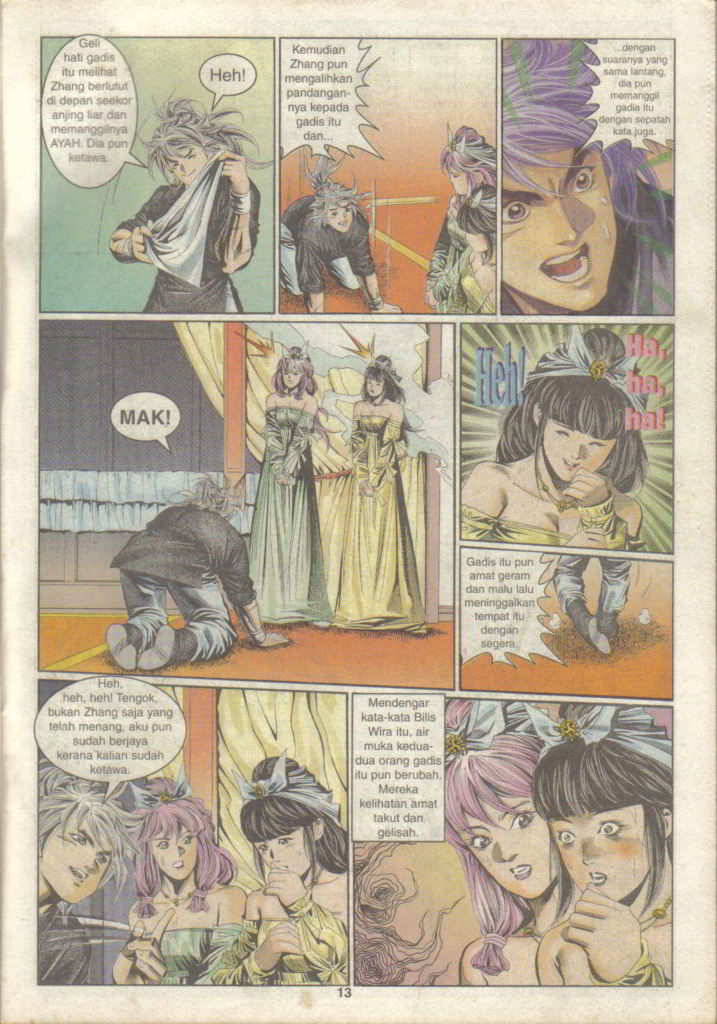 Geli
hati gadis
itu melihat
Zhang berlutut
di depan seekor
anjing liar dan
memanggilnya
AYAH. Dia pun
ketawa.
Heh!
Kemudian
Zhang pun
mengalihkan
pandangan-
nya kepada
gadis itu
dan...
...dengan
suaranya yang
sama lantang,
dia pun
memanggil
gadia itu
dengan sepatah
kata juga.
MAK!
Heh!
Ha,
ha,
ha!
Gadis itu pun
amat geram
dan malu lalu
meninggalkan
tempat itu
dengan
segera.
Heh,
heh, heh! Tengok,
bukan Zhang saja yang
telah menang, aku pun
sudah berjaya
kerana kalian sudah
ketawa.
Mendengar
kata-kata Bilis
Wira itu, air
muka kedua-
dua orang gadis
itu pun berubah.
Mereka
kelihatan amat
takut dan
gelisah.
13